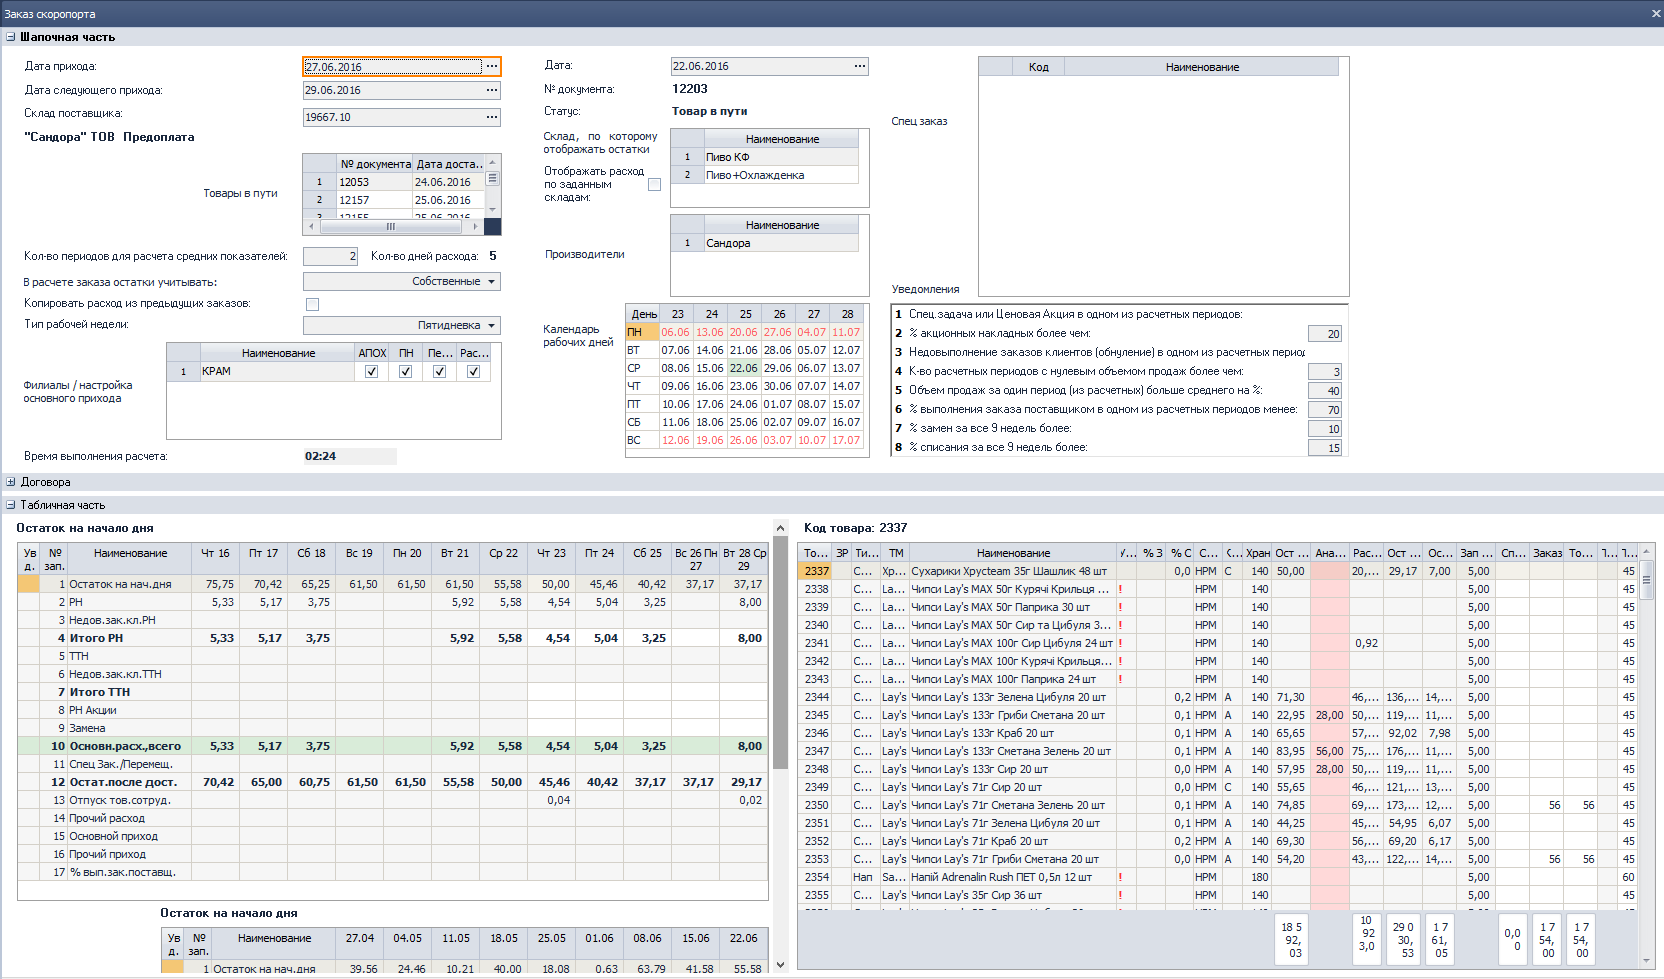 Заказ скоропорта
Шапочная часть
Дата прихода: 27.06.2016 ...
Дата следующего прихода: 29.06.2016 ...
Склад поставщика: 19667.10 ...
"Сандора" ТОВ Предоплата
Товары в пути
№ документа Дата доста...
1 12053 24.06.2016
2 12157 25.06.2016
3 12155 25.06.2016
Кол-во периодов для расчета средних показателей: 2 Кол-во дней расхода: 5
В расчете заказа остатки учитывать: Собственные
Копировать расход из предыдущих заказов:
Тип рабочей недели: Пятидневка
Филиалы / настройка основного прихода
Наименование АПОХ ПН Пе... Рас...
1 КРАМ
Время выполнения расчета: 02:24
Дата: 22.06.2016 ...
№ документа: 12203
Статус: Товар в пути
Склад, по которому отображать остатки
Наименование
1 Пиво КФ
2 Пиво+Охлажденка
Отображать расход по заданным складам:
Производители
Наименование
1 Сандора
Календарь рабочих дней
День 23 24 25 26 27 28
ПН 06.06 13.06 20.06 27.06 04.07 11.07
ВТ 07.06 14.06 21.06 28.06 05.07 12.07
СР 08.06 15.06 22.06 29.06 06.07 13.07
ЧТ 09.06 16.06 23.06 30.06 07.07 14.07
ПТ 10.06 17.06 24.06 01.07 08.07 15.07
СБ 11.06 18.06 25.06 02.07 09.07 16.07
ВС 12.06 19.06 26.06 03.07 10.07 17.07
Спец заказ
Код Наименование
Уведомления
1 Спец.задача или Ценовая Акция в одном из расчетных периодов:
2 % акционных накладных более чем: 20
3 Недовыполнение заказов клиентов (обнуление) в одном из расчетных период
4 К-во расчетных периодов с нулевым объемом продаж более чем: 3
5 Объем продаж за один период (из расчетных) больше среднего на %: 40
6 % выполнения заказа поставщиком в одном из расчетных периодов менее: 70
7 % замен за все 9 недель более: 10
8 % списания за все 9 недель более: 15
Договора
Табличная часть
Остаток на начало дня
Ув д. № зап. Наименование Чт 16 Пт 17 Сб 18 Вс 19 Пн 20 Вт 21 Ср 22 Чт 23 Пт 24 Сб 25 Вс 26 Пн 27 Вт 28 Ср 29
1 Остаток на нач.дня 75,75 70,42 65,25 61,50 61,50 61,50 55,58 50,00 45,46 40,42 37,17 37,17
2 РН 5,33 5,17 3,75 5,92 5,58 4,54 5,04 3,25 8,00
3 Недов.зак.кл.РН
4 Итого РН 5,33 5,17 3,75 5,92 5,58 4,54 5,04 3,25 8,00
5 ТТН
6 Недов.зак.кл.ТТН
7 Итого ТТН
8 РН Акции
9 Замена
10 Основн.расх.,всего 5,33 5,17 3,75 5,92 5,58 4,54 5,04 3,25 8,00
11 Спец Зак./Перемещ.
12 Остат.после дост. 70,42 65,00 60,75 61,50 61,50 55,58 50,00 45,46 40,42 37,17 37,17 29,17
13 Отпуск тов.сотруд. 0,04 0,02
14 Прочий расход
15 Основной приход
16 Прочий приход
17 % вып.зак.поставщ.
Остаток на начало дня
Ув д. № зап. Наименование 27.04 04.05 11.05 18.05 25.05 01.06 08.06 15.06 22.06
1 Остаток на нач.дня 39,56 24,46 10,21 40,00 18,08 0,63 63,79 41,58 55,58
Код товара: 2337
То... ЗР Ти... ТМ Наименование У... % З % С С... К... Хран Ост ... Ана... Рас... Ост ... Ос... Зап ... Сп... Заказ То... Т... Т...
2337 С... Хр... Сухарики Хрусteam 35г Шашлик 48 шт 0,0 НРМ С 140 50,00 20,... 29,17 7,00 5,00 45
2338 С... La... Чипси Lay's MAX 50г Курячі Крильця ... ! НРМ 140 5,00 45
2339 С... La... Чипси Lay's MAX 50г Паприка 30 шт ! НРМ 140 5,00 45
2340 С... La... Чипси Lay's MAX 50г Сир та Цибуля 3... ! НРМ 140 5,00 45
2341 С... La... Чипси Lay's MAX 100г Сир Цибуля 24 шт ! НРМ 140 0,92 5,00 45
2342 С... La... Чипси Lay's MAX 100г Курячі Крильця... ! НРМ 140 5,00 45
2343 С... La... Чипси Lay's MAX 100г Паприка 24 шт ! НРМ 140 5,00 45
2344 С... Lay's Чипси Lay's 133г Зелена Цибуля 20 шт 0,2 НРМ А 140 71,30 46,... 136,... 14,... 5,00 45
2345 С... Lay's Чипси Lay's 133г Гриби Сметана 20 шт 0,1 НРМ А 140 22,95 28,00 50,... 119,... 11,... 5,00 45
2346 С... Lay's Чипси Lay's 133г Краб 20 шт 0,1 НРМ А 140 65,65 57,... 92,02 7,98 5,00 45
2347 С... Lay's Чипси Lay's 133г Сметана Зелень 20 шт 0,1 НРМ А 140 83,95 56,00 75,... 176,... 11,... 5,00 45
2348 С... Lay's Чипси Lay's 133г Сир 20 шт 0,0 НРМ А 140 57,95 28,00 50,... 119,... 11,... 5,00 45
2349 С... Lay's Чипси Lay's 71г Сир 20 шт 0,0 НРМ С 140 55,65 46,... 121,... 13,... 5,00 45
2350 С... Lay's Чипси Lay's 71г Сметана Зелень 20 шт 0,1 НРМ А 140 74,85 69,... 173,... 12,... 5,00 56 56 45
2351 С... Lay's Чипси Lay's 71г Зелена Цибуля 20 шт 0,1 НРМ А 140 44,25 45,... 54,95 6,07 5,00 45
2352 С... Lay's Чипси Lay's 71г Краб 20 шт 0,2 НРМ А 140 69,30 56,... 69,20 6,17 5,00 45
2353 С... Lay's Чипси Lay's 71г Гриби Сметана 20 шт 0,0 НРМ А 140 54,20 43,... 122,... 14,... 5,00 56 56 45
2354 Нап Sa... Напій Adrenalin Rush ПЕТ 0,5л 12 шт ! НРМ 180 5,00 60
2355 С... Lay's Чипси Lay's 35г Сир 36 шт ! НРМ 140 5,00 45
18 5 92, 03
10 92 3,0
29 0 30, 53
1 7 61, 05
0,0 0
1 7 54, 00
1 7 54, 00